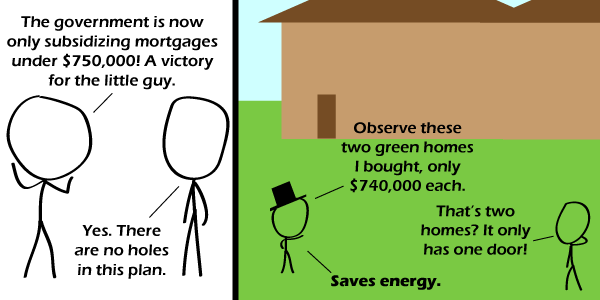 The government is now
only subsidizing mortgages
under $750,000! A victory
for the little guy.
Yes. There
are no holes
in this plan.
Observe these
two green homes
I bought, only
$740,000 each.
That's two
homes? It only
has one door!
Saves energy.